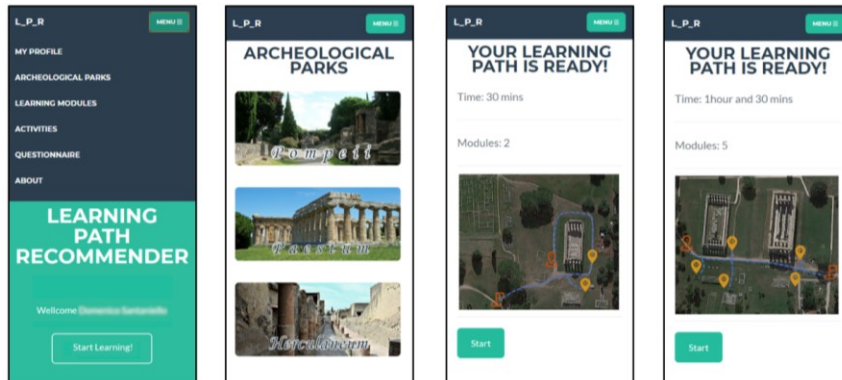 L_P_R
MENU
MY PROFILE
ARCHEOLOGICAL PARKS
LEARNING MODULES
ACTIVITIES
QUESTIONNAIRE
ABOUT
LEARNING
PATH
RECOMMENDER
Wellcome
Start Learning!
L_P_R
MENU
ARCHEOLOGICAL
PARKS
Pompeii
Paestum
Herculaneum
L_P_R
MENU
YOUR LEARNING
PATH IS READY!
Time: 30 mins
Modules: 2
Start
L_P_R
MENU
YOUR LEARNING
PATH IS READY!
Time: 1hour and 30 mins
Modules: 5
Start